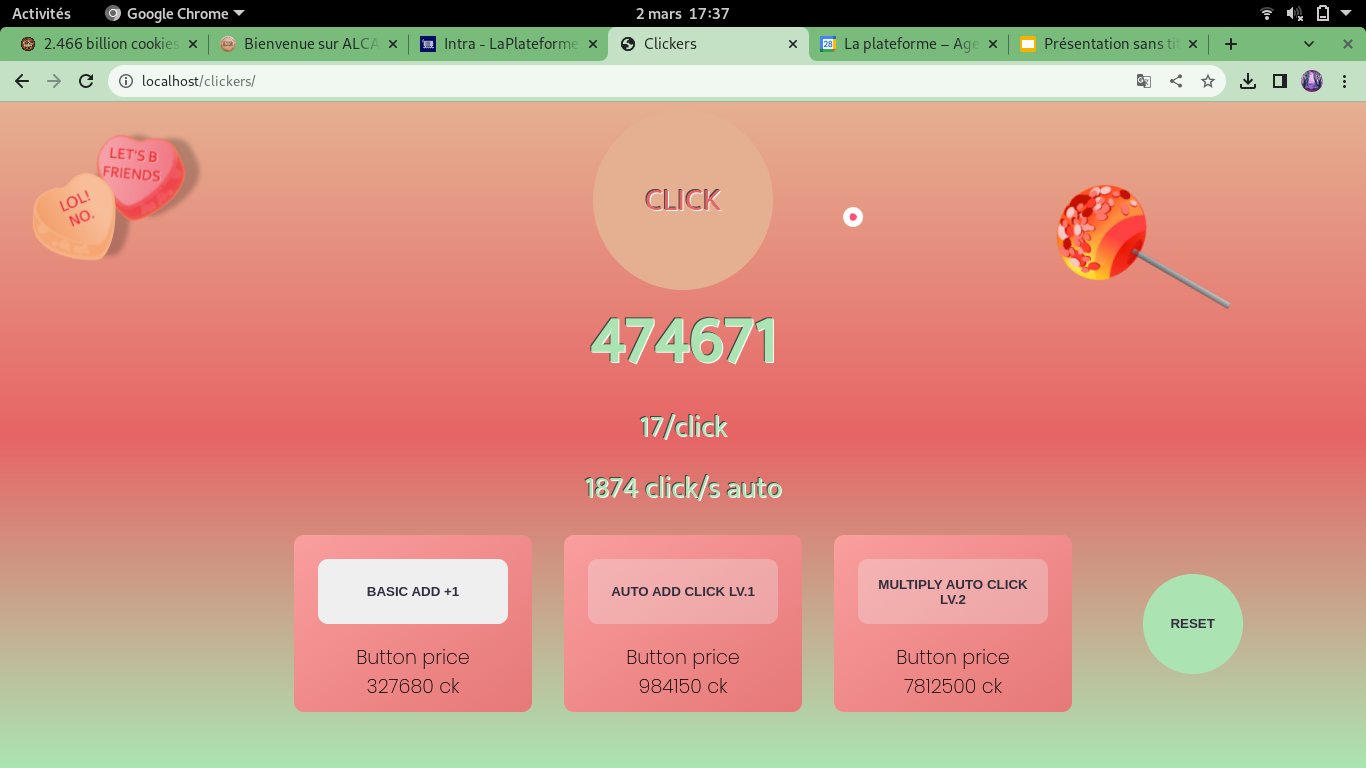 Activités
Google Chrome
2 mars 17:37
2.466 billion cookies
Bienvenue sur ALCA
Intra - LaPlateforme
Clickers
La plateforme – Age
Présentation sans tit
localhost/clickers/
28
LET'S B
FRIENDS
LOL!
NO.
CLICK
474671
17/click
1874 click/s auto
BASIC ADD +1
Button price
327680 ck
AUTO ADD CLICK LV.1
Button price
984150 ck
MULTIPLY AUTO CLICK
LV.2
Button price
7812500 ck
RESET